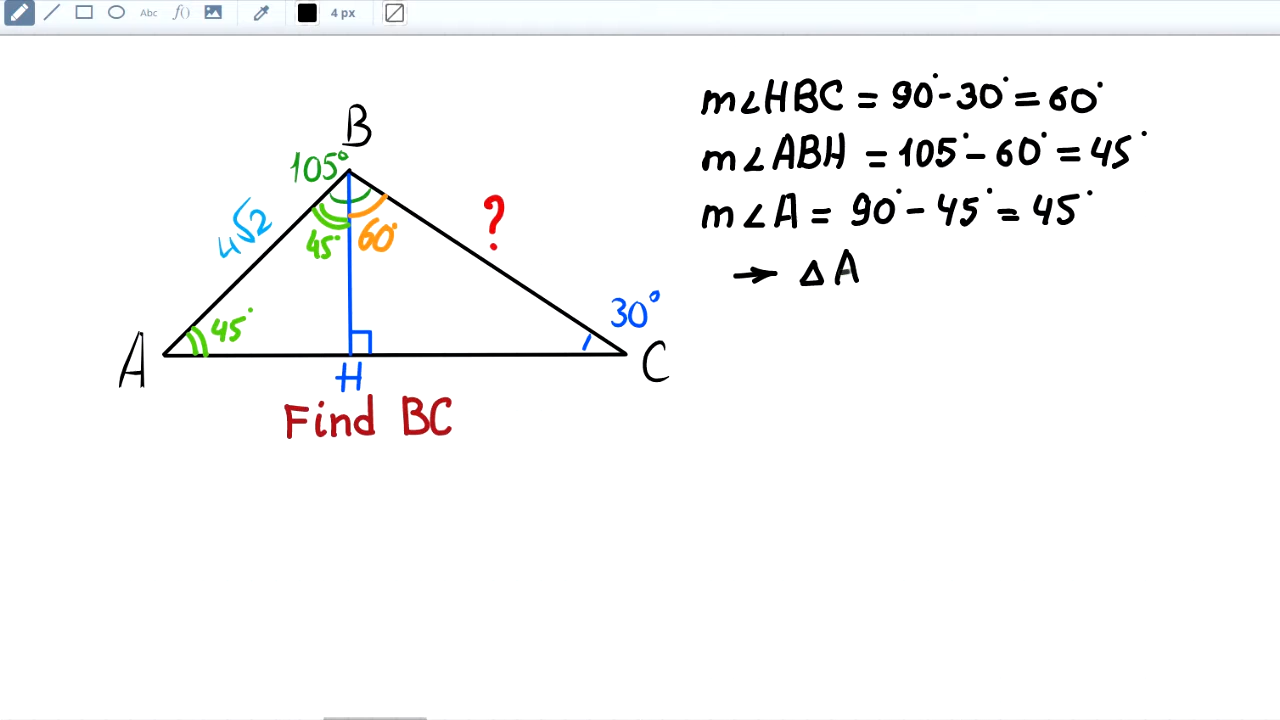 Abc f() 4 px
m∠HBC = 90° - 30° = 60°
m∠ABH = 105° - 60° = 45°
m∠A = 90° - 45° = 45°
→ △A
B
105°
4√2
45° 60°
?
45°
30°
A
H
C
Find BC